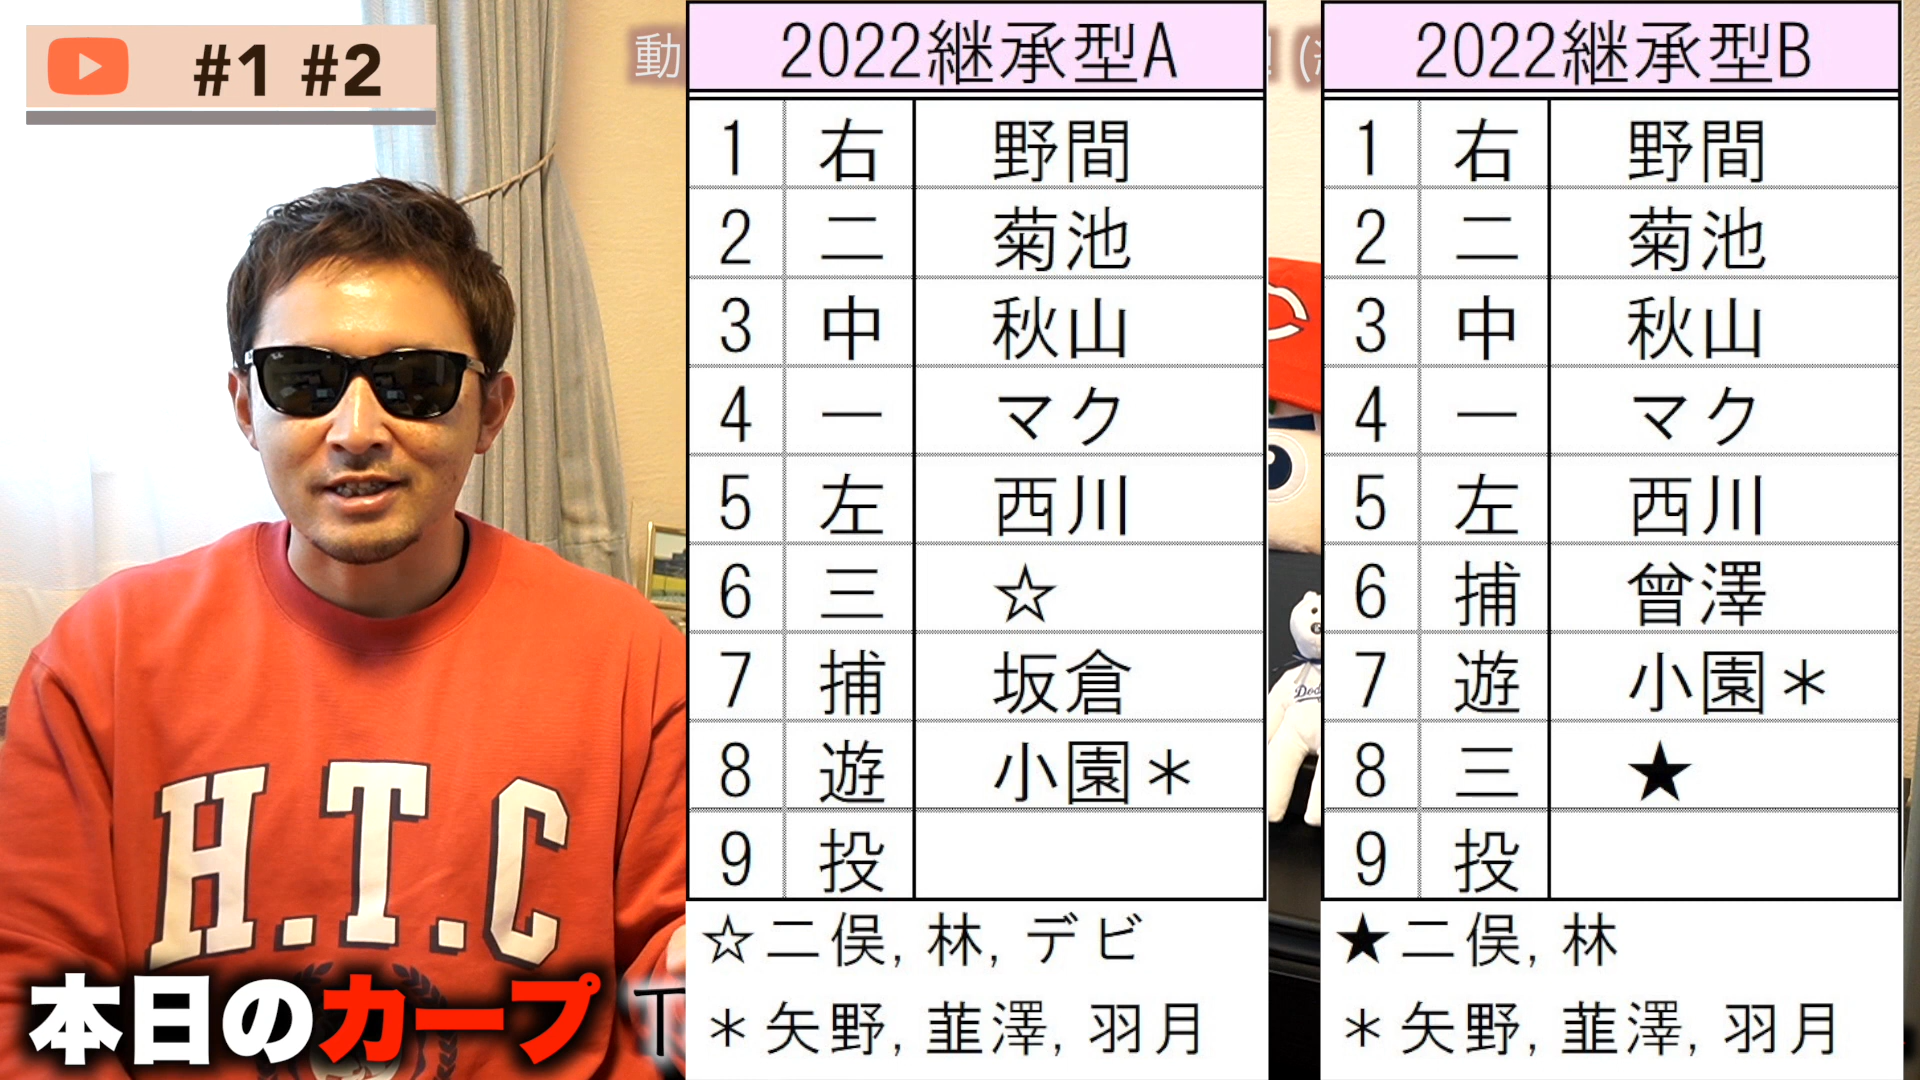 #1 #2
動
(
2022継承型A
1 右 野間
2 二 菊池
3 中 秋山
4 一 マク
5 左 西川
6 三 ☆
7 捕 坂倉
8 遊 小園＊
9 投
☆二俣, 林, デビ
＊矢野, 韮澤, 羽月
2022継承型B
1 右 野間
2 二 菊池
3 中 秋山
4 一 マク
5 左 西川
6 捕 曾澤
7 遊 小園＊
8 三 ★
9 投
★二俣, 林
＊矢野, 韮澤, 羽月
H.T.C
本日のカープ T